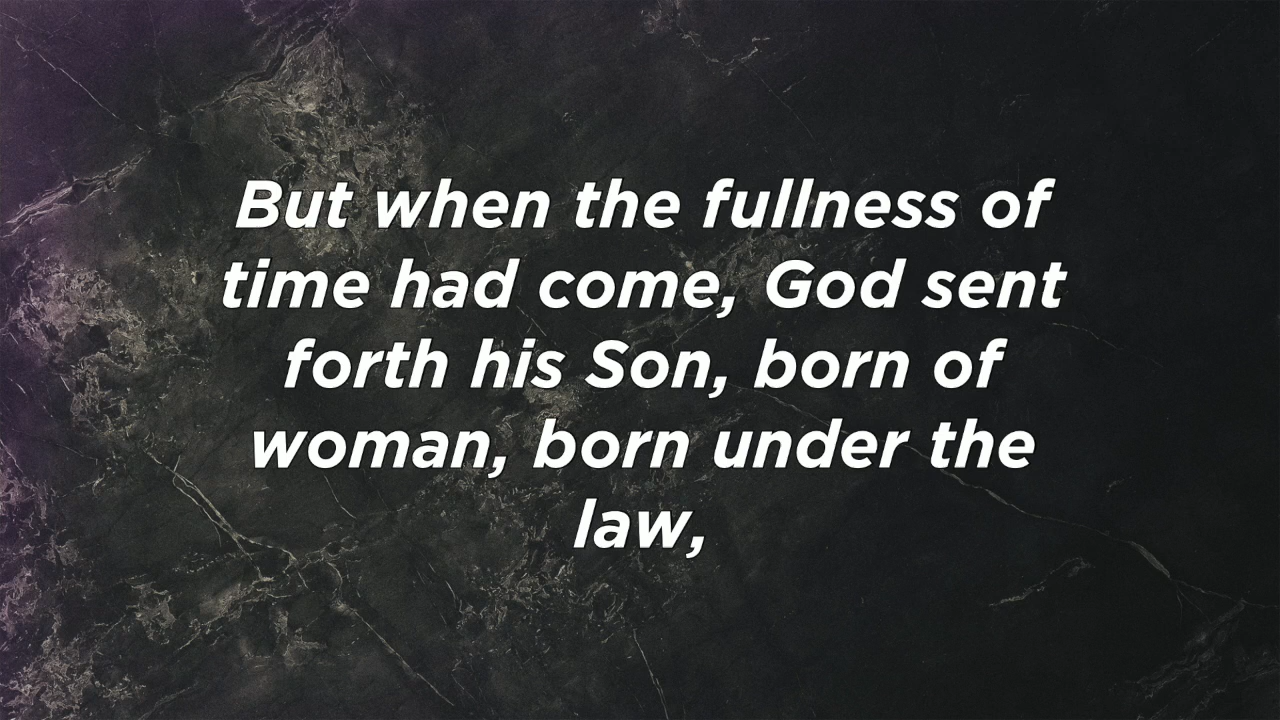 But when the fullness of
time had come, God sent
forth his Son, born of
woman, born under the
law,